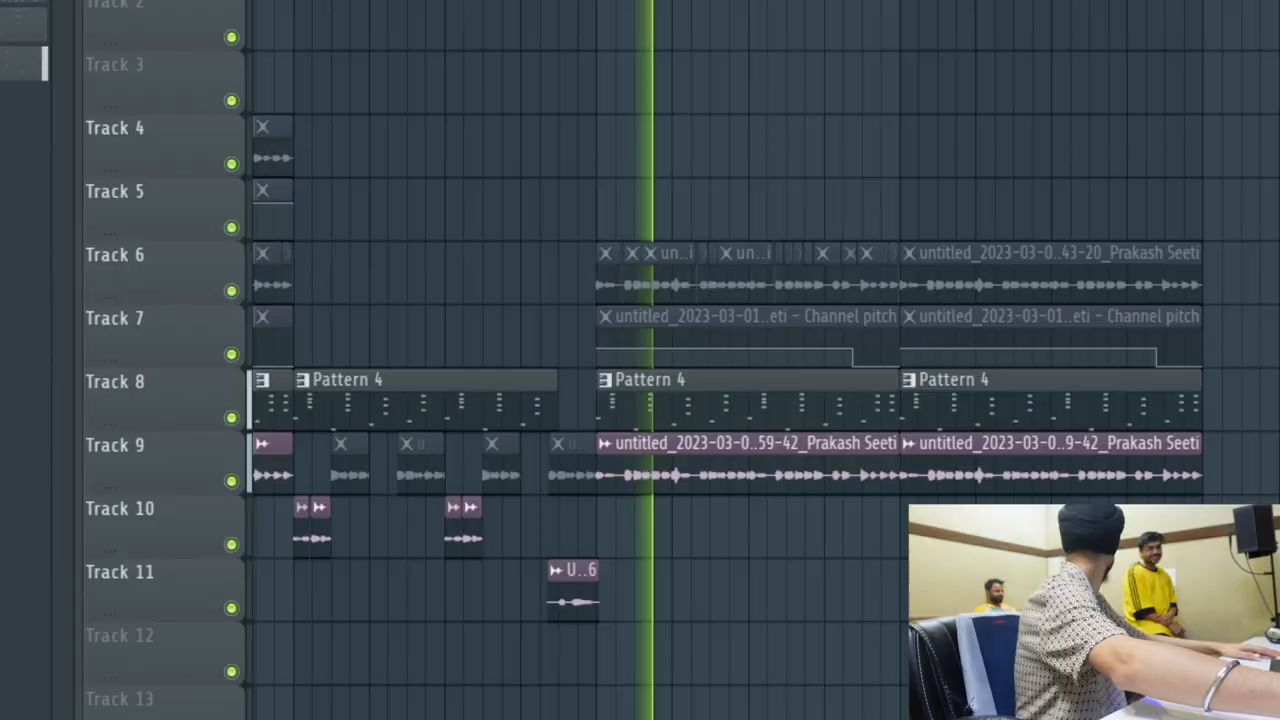 Track 2
Track 3
Track 4
Track 5
Track 6
un..i
un..i
untitled_2023-03-0..43-20_Prakash Seeti
Track 7
untitled_2023-03-01..eti - Channel pitch
untitled_2023-03-01..eti - Channel pitch
Track 8
Pattern 4
Pattern 4
Pattern 4
Track 9
u
u..
untitled_2023-03-0..59-42_Prakash Seeti
untitled_2023-03-0..9-42_Prakash Seeti
Track 10
Track 11
U..6
Track 12
Track 13